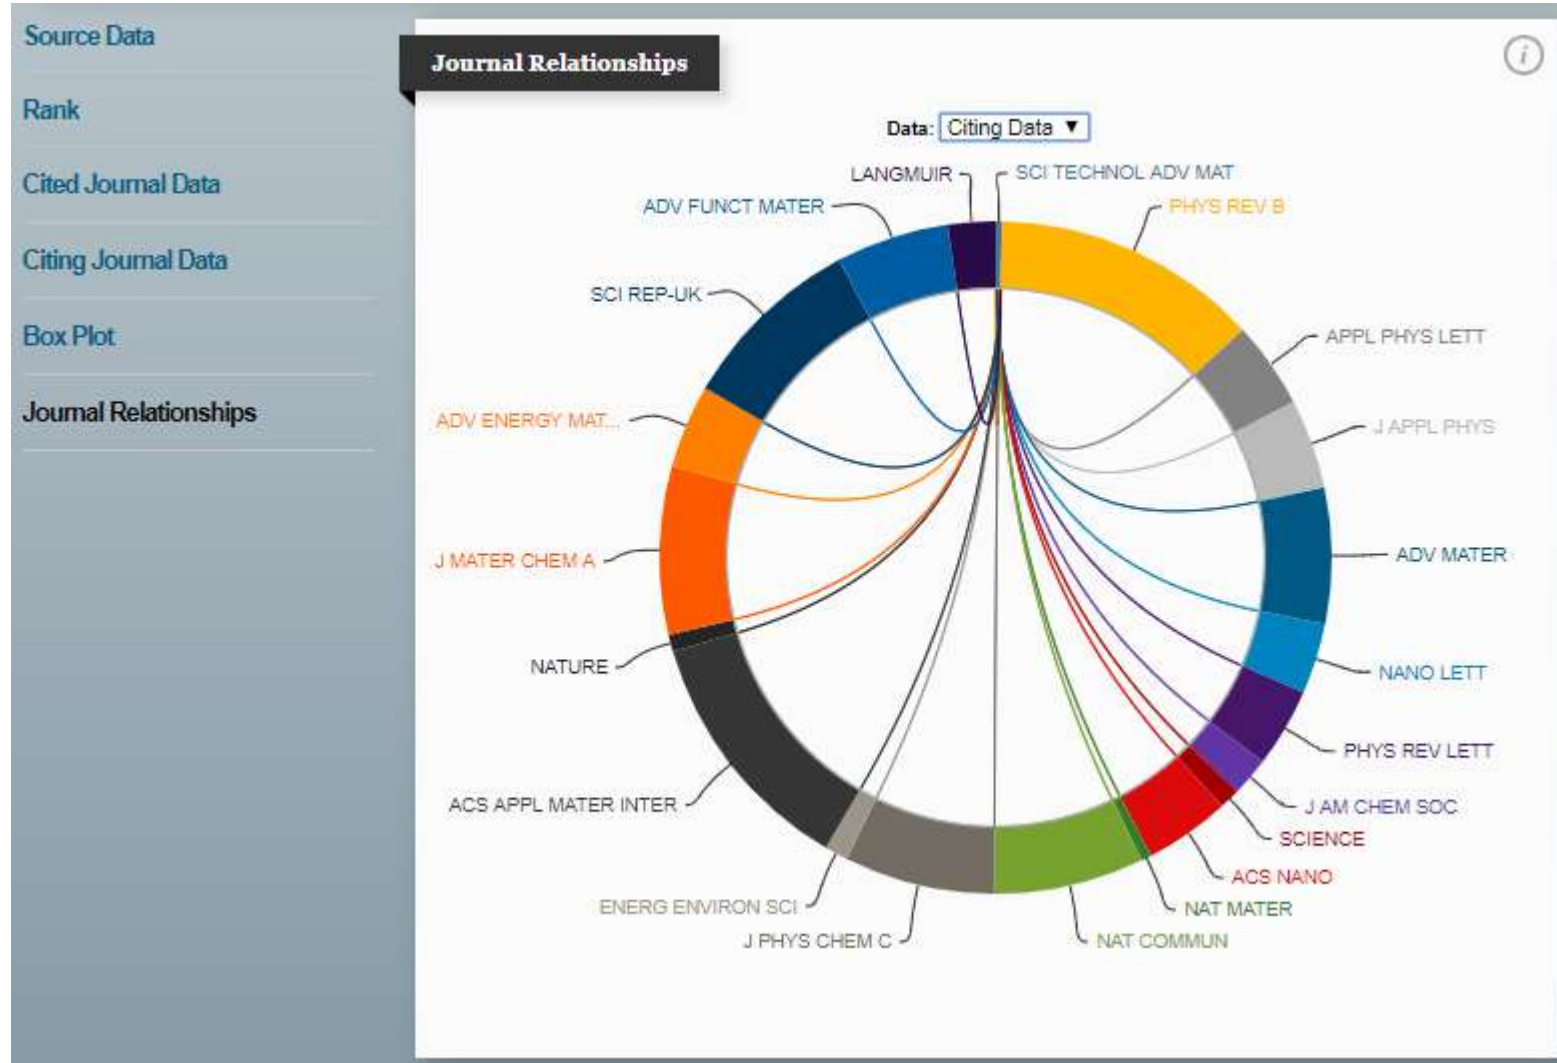 Source Data
Rank
Cited Journal Data
Citing Journal Data
Box Plot
Journal Relationships
Journal Relationships
i
Data: Citing Data ▼
LANGMUIR
SCI TECHNOL ADV MAT
ADV FUNCT MATER
PHYS REV B
SCI REP-UK
APPL PHYS LETT
ADV ENERGY MAT...
J APPL PHYS
J MATER CHEM A
ADV MATER
NATURE
NANO LETT
PHYS REV LETT
ACS APPL MATER INTER
J AM CHEM SOC
SCIENCE
ACS NANO
ENERG ENVIRON SCI
NAT MATER
J PHYS CHEM C
NAT COMMUN